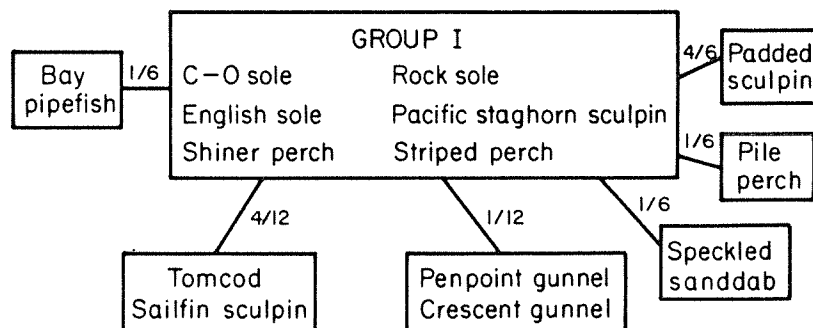 GROUP I
C-O sole Rock sole
English sole Pacific staghorn sculpin
Shiner perch Striped perch
Bay
pipefish
1/6
4/6
Padded
sculpin
1/6
Pile
perch
4/12
1/12
1/6
Tomcod
Sailfin sculpin
Penpoint gunnel
Crescent gunnel
Speckled
sanddab